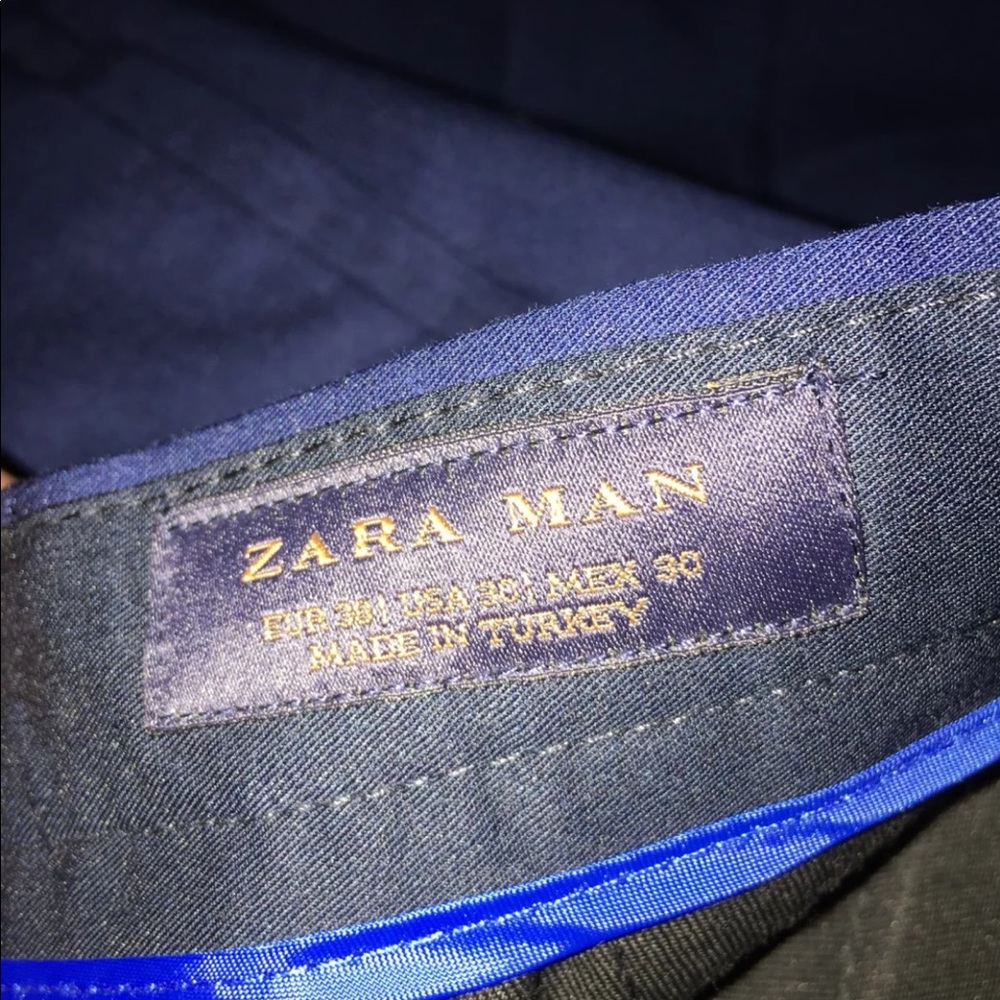 ZARA MAN
EUR 38 | USA 30 | MEX 30
MADE IN TURKEY